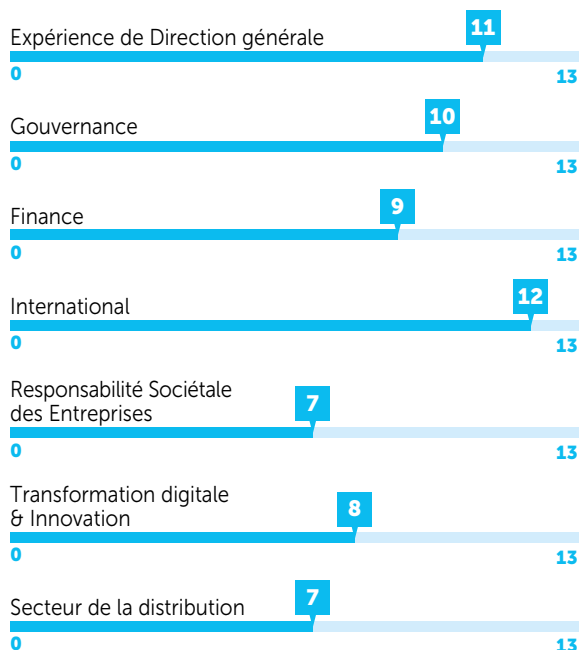 Expérience de Direction générale
11
0
13
Gouvernance
10
0
13
Finance
9
0
13
International
12
0
13
Responsabilité Sociétale
des Entreprises
7
0
13
Transformation digitale
& Innovation
8
0
13
Secteur de la distribution
7
0
13